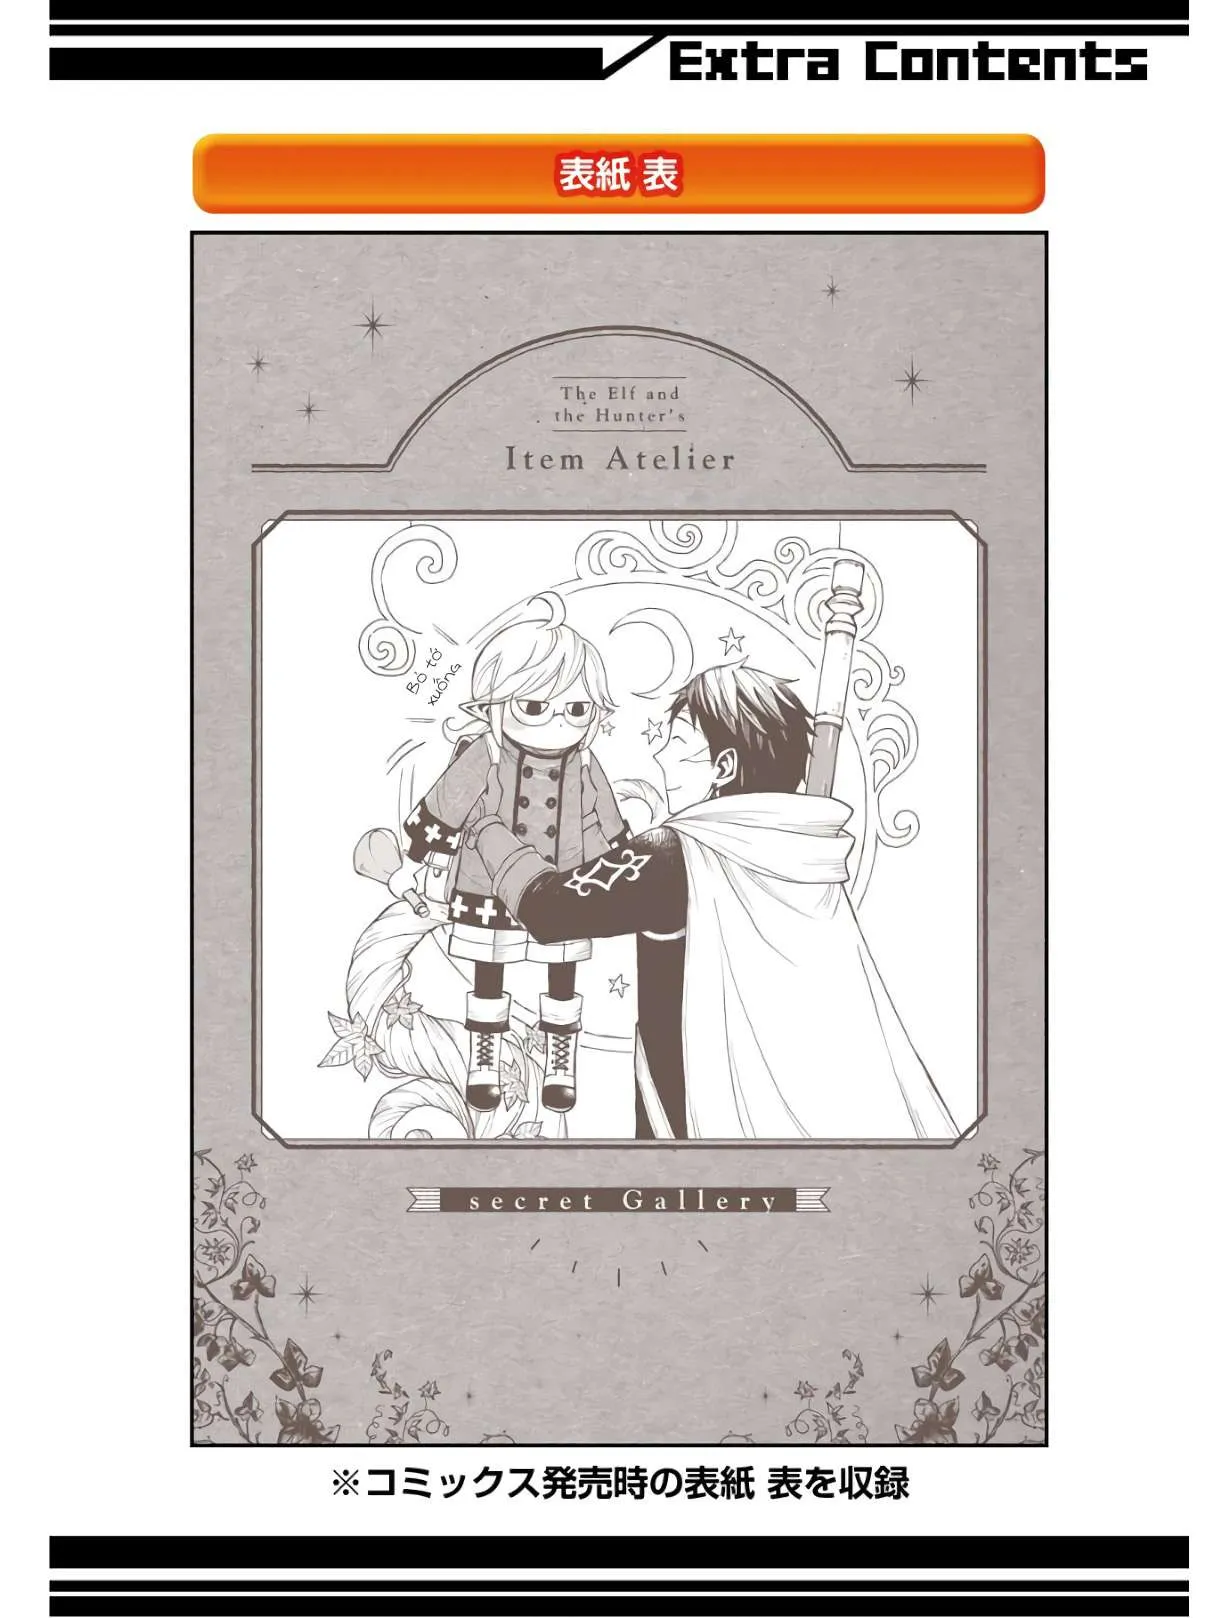 Extra Contents
表紙 表
The Elf and
the Hunter's
Item Atelier
Bỏ tớ
xuống
secret Gallery
※コミックス発売時の表紙 表を収録